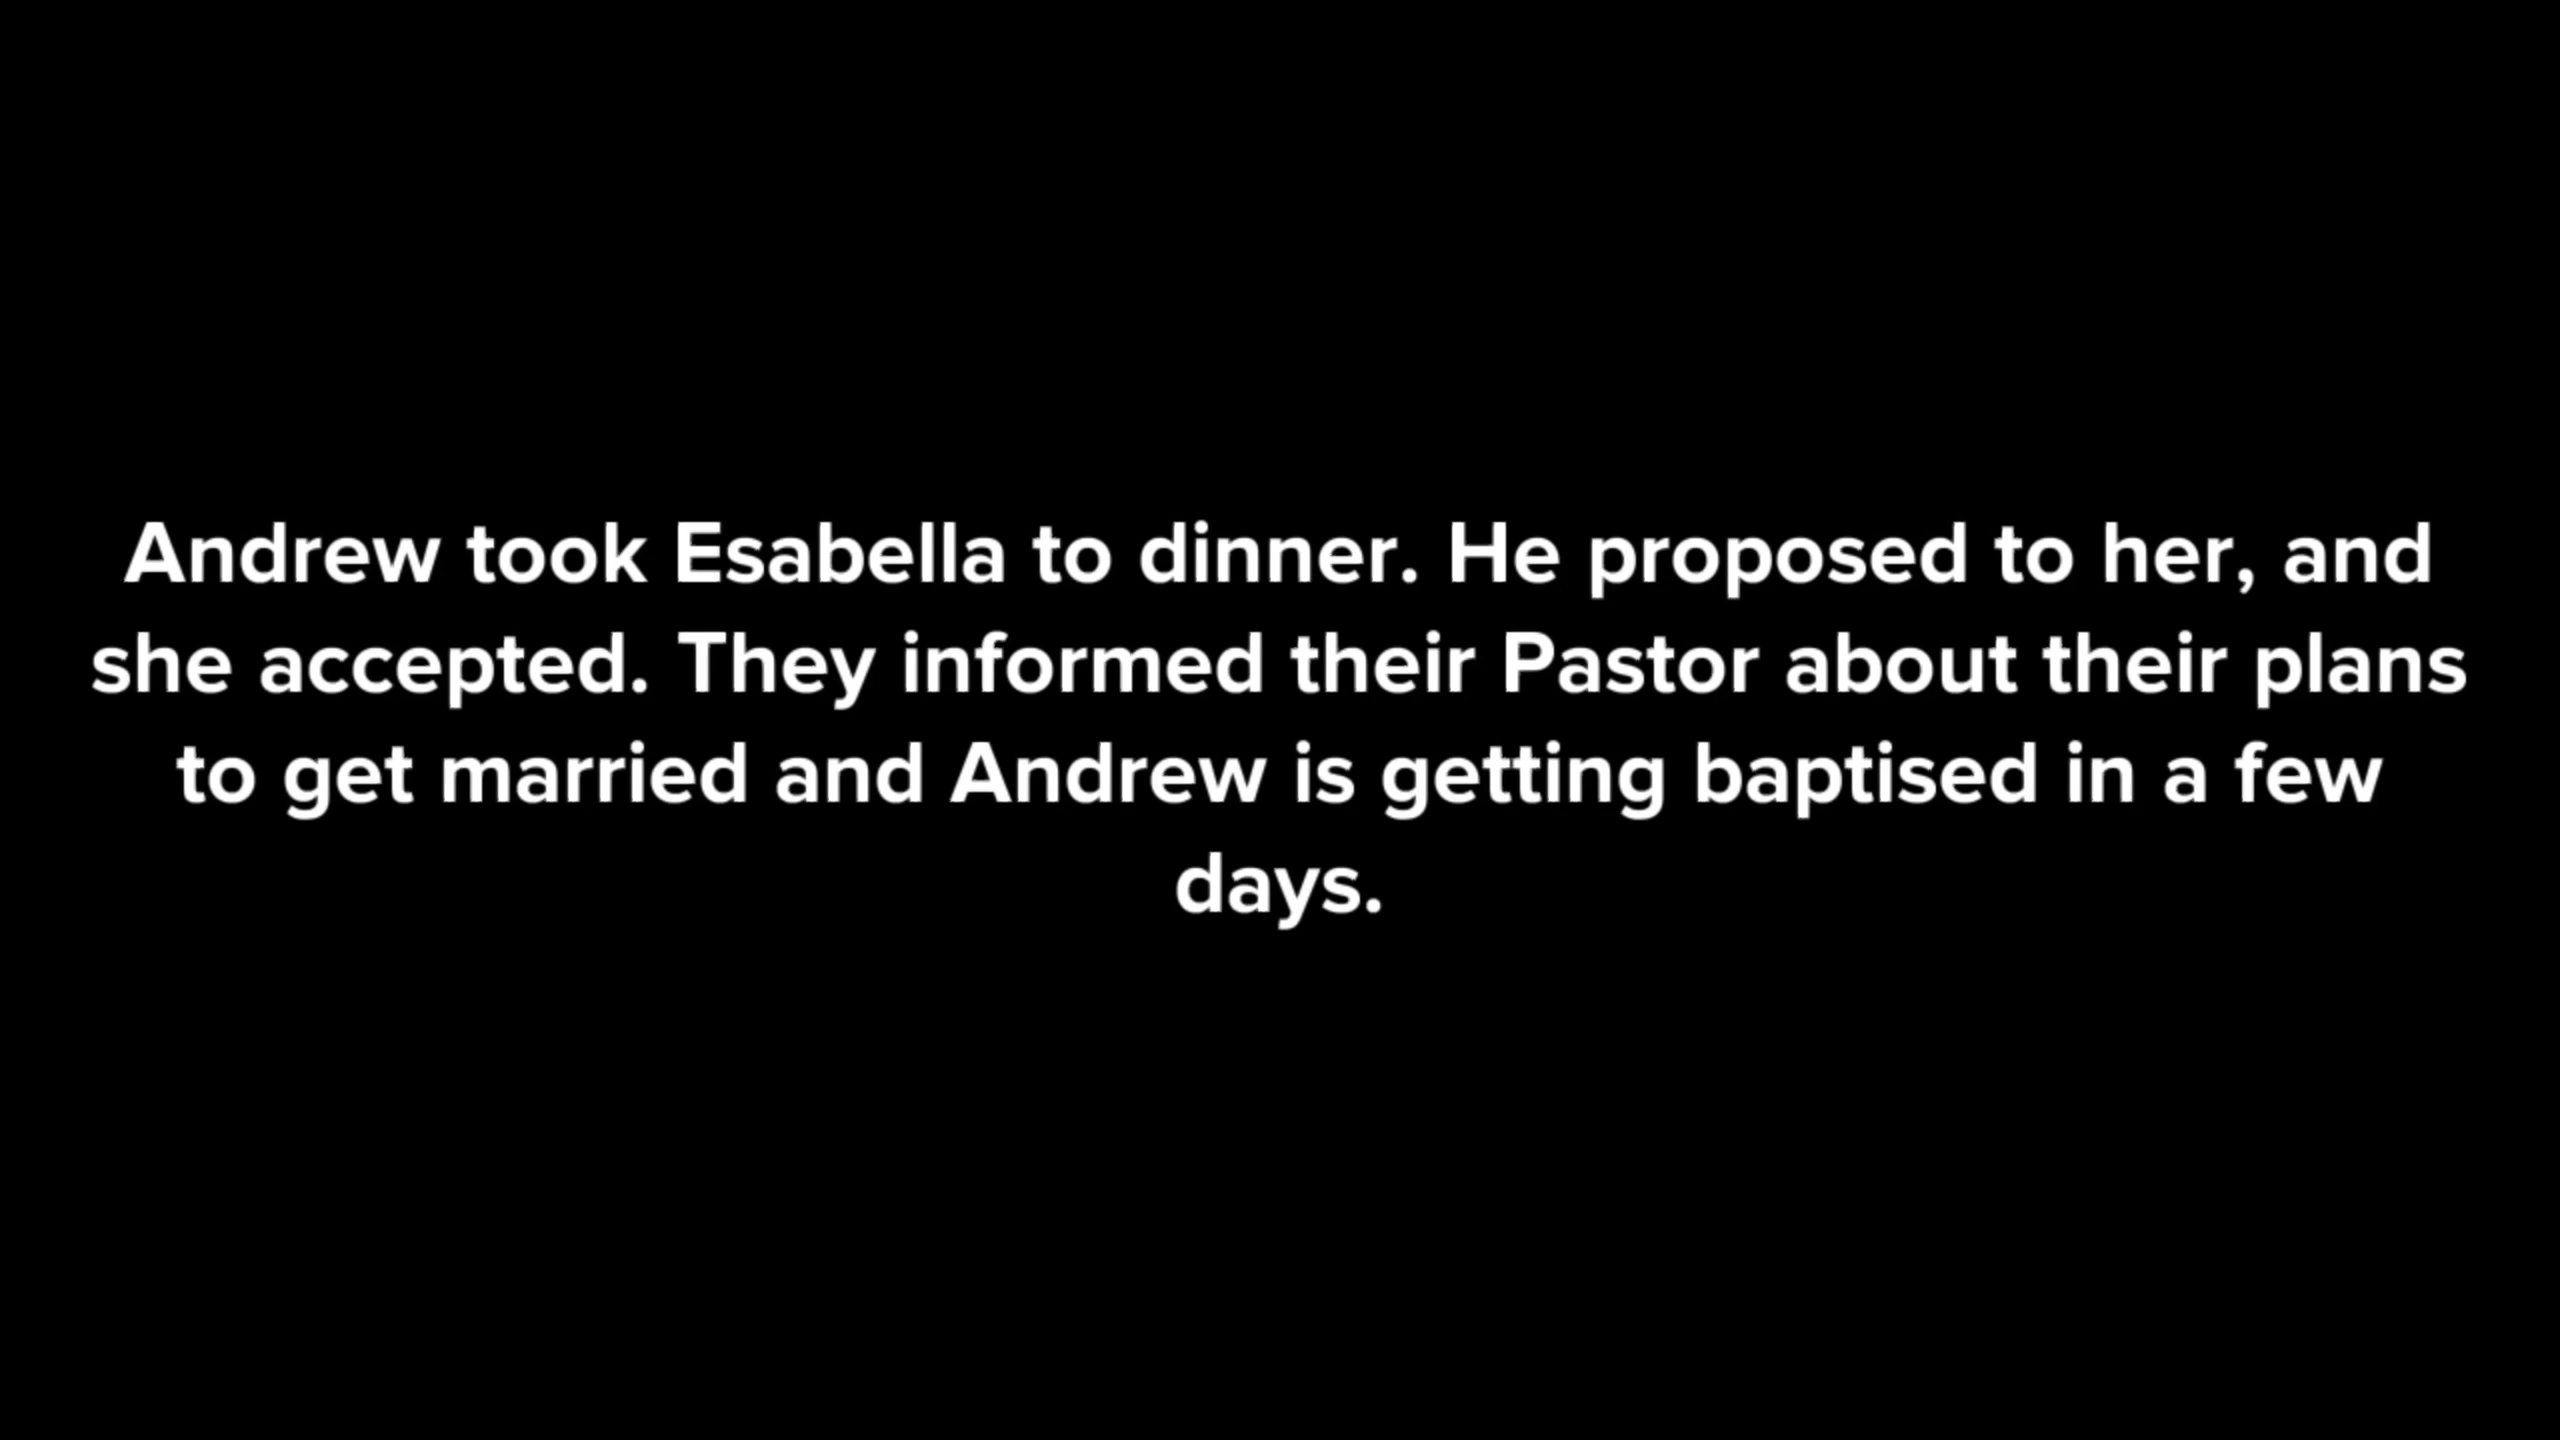 Andrew took Esabella to dinner. He proposed to her, and
she accepted. They informed their Pastor about their plans
to get married and Andrew is getting baptised in a few
days.